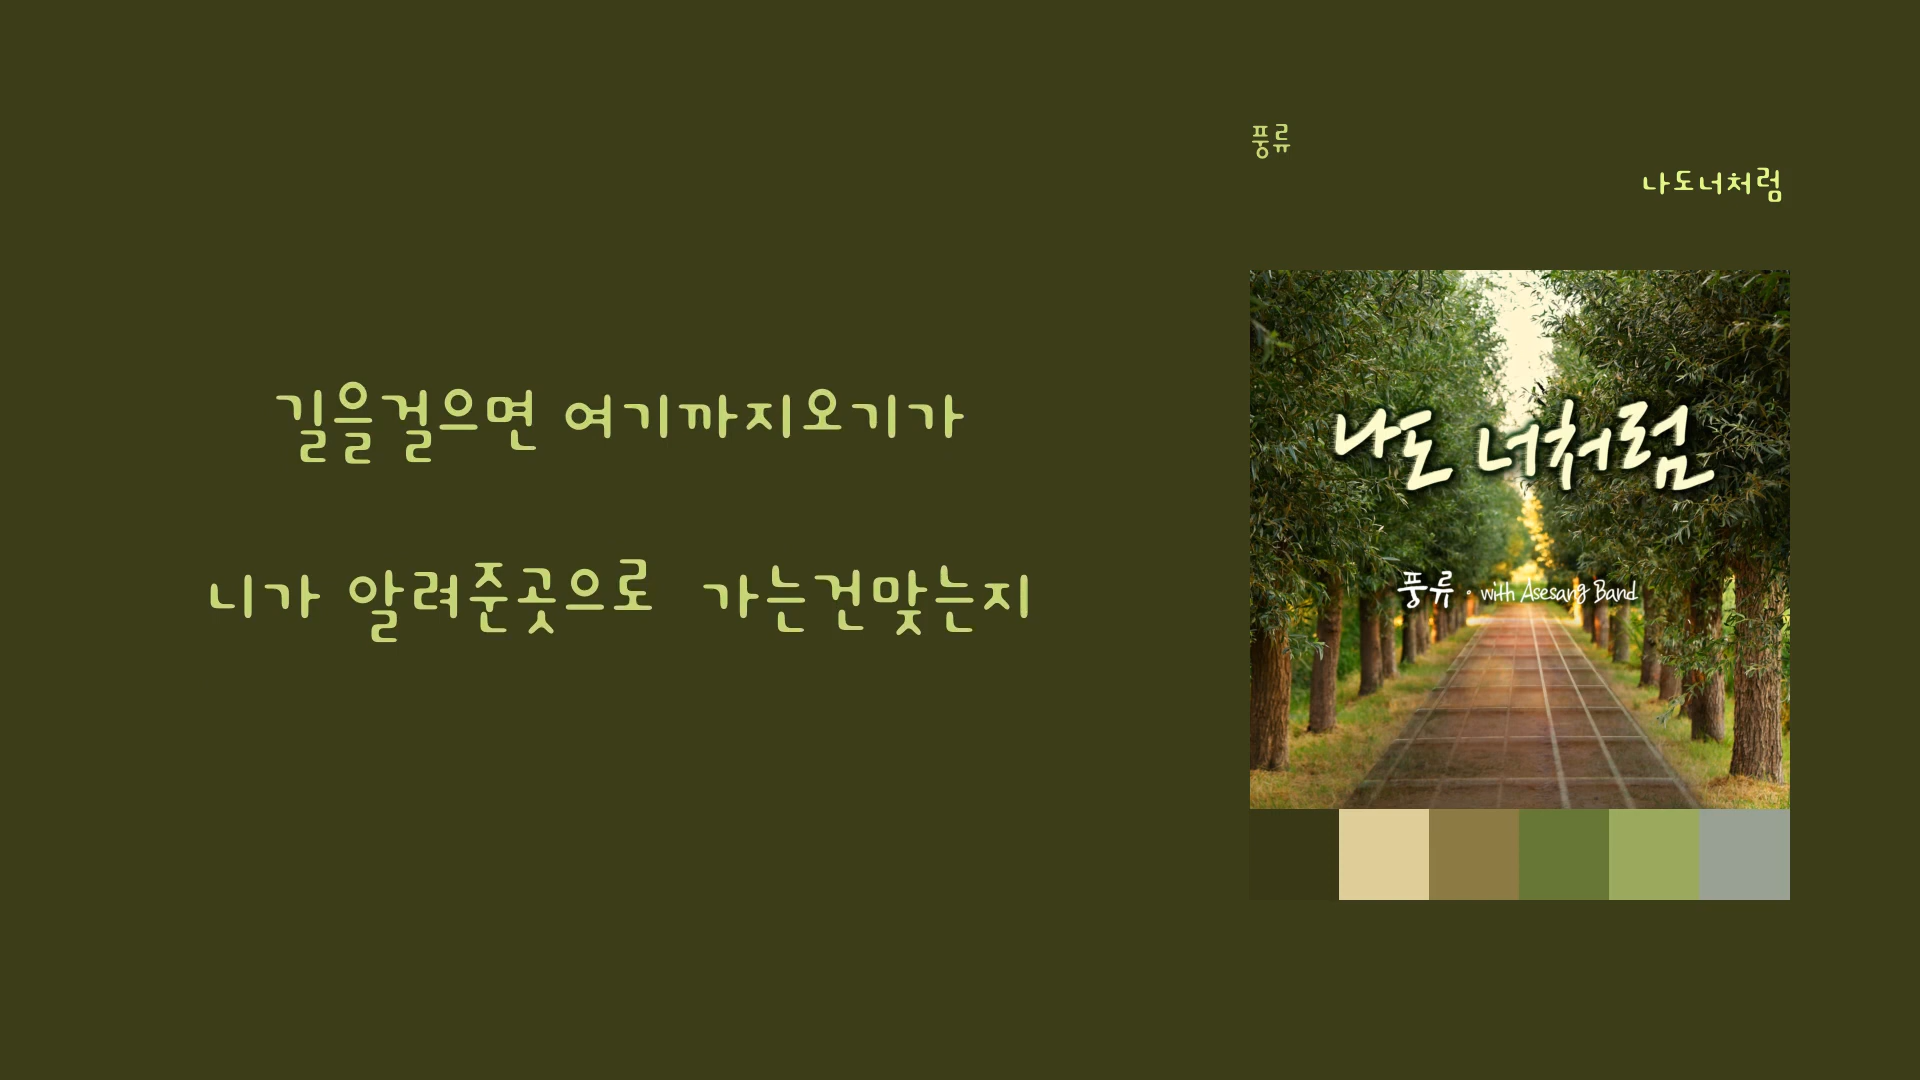 풍류
나도너처럼
길을걸으면 여기까지오기가
니가 알려준곳으로 가는건맞는지
나도 너처럼
풍류 · with Asesang Band